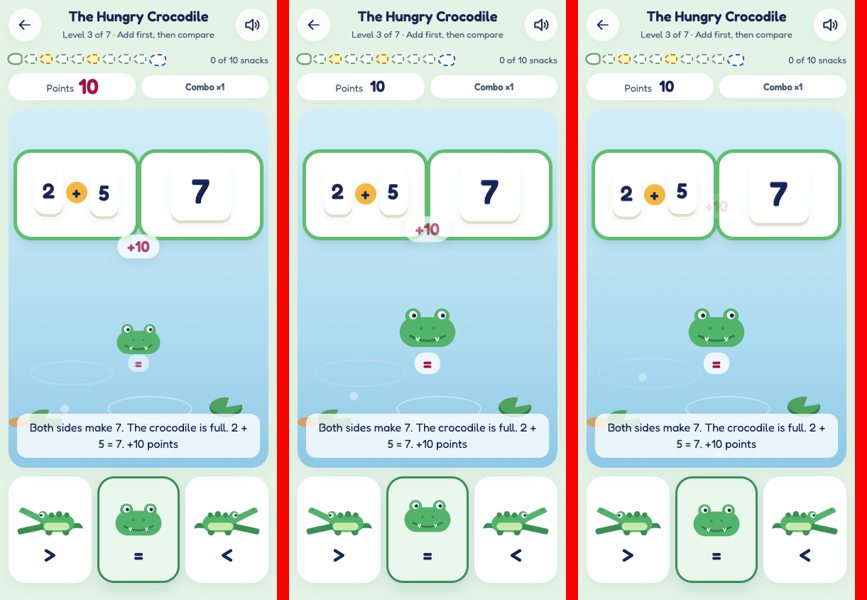 The Hungry Crocodile
Level 3 of 7 · Add first, then compare
0 of 10 snacks
Points 10
Combo ×1
2 + 5
7
+10
=
Both sides make 7. The crocodile is full. 2 +
5 = 7. +10 points
> = <
The Hungry Crocodile
Level 3 of 7 · Add first, then compare
0 of 10 snacks
Points 10
Combo ×1
2 + 5
7
+10
=
Both sides make 7. The crocodile is full. 2 +
5 = 7. +10 points
> = <
The Hungry Crocodile
Level 3 of 7 · Add first, then compare
0 of 10 snacks
Points 10
Combo ×1
2 + 5
7
+10
=
Both sides make 7. The crocodile is full. 2 +
5 = 7. +10 points
> = <